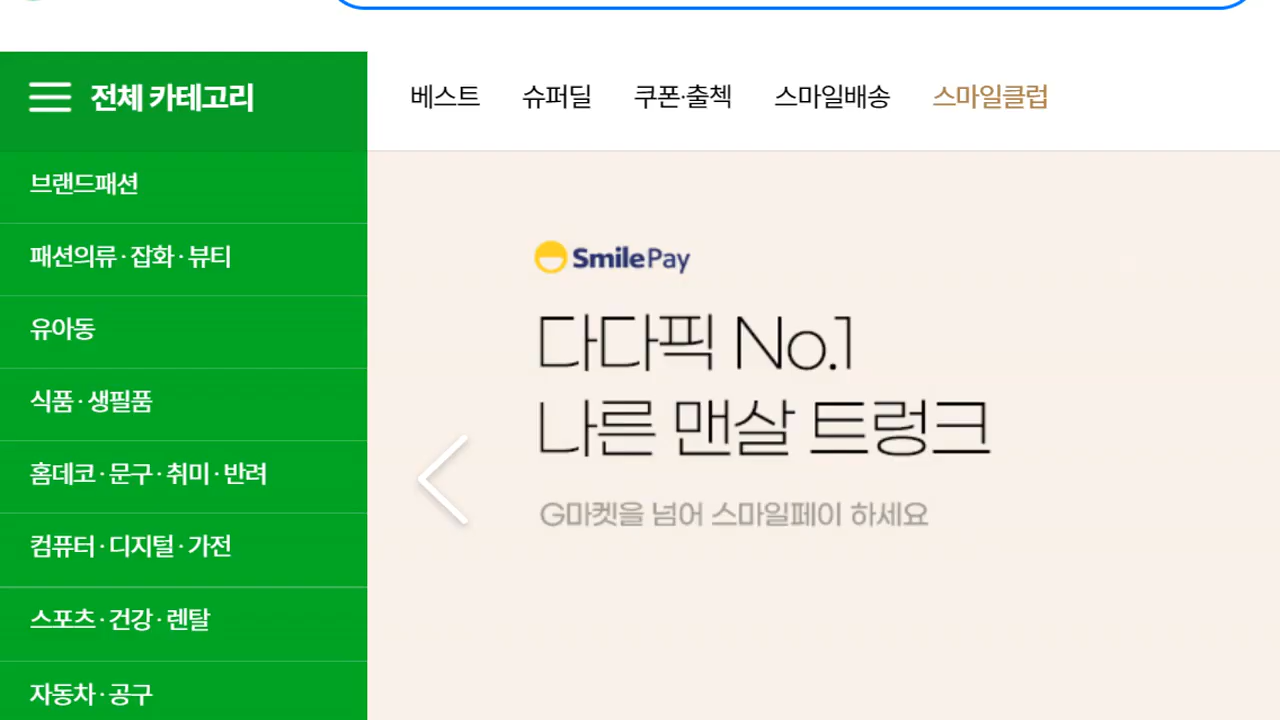 전체 카테고리
베스트 슈퍼딜 쿠폰·출첵 스마일배송 스마일클럽
브랜드패션
패션의류·잡화·뷰티
유아동
식품·생필품
홈데코·문구·취미·반려
컴퓨터·디지털·가전
스포츠·건강·렌탈
자동차·공구
SmilePay
다다픽 No.1
나른 맨살 트렁크
G마켓을 넘어 스마일페이 하세요